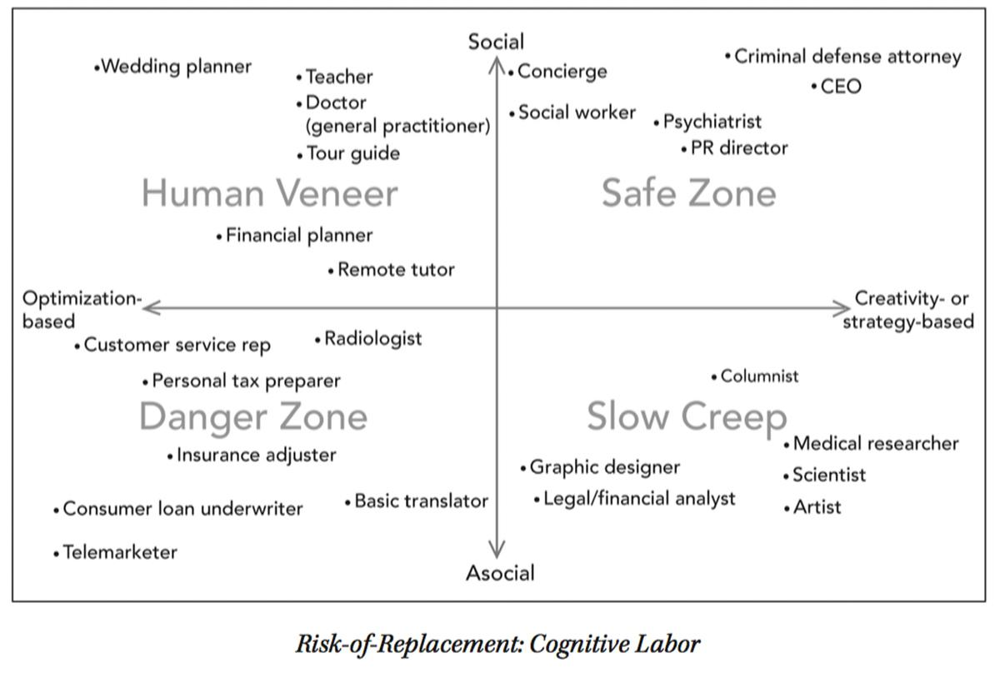 Social
•Wedding planner
•Teacher
•Doctor
(general practitioner)
•Tour guide
•Concierge
•Social worker
•Criminal defense attorney
•CEO
•Psychiatrist
•PR director
Human Veneer
Safe Zone
•Financial planner
•Remote tutor
Optimization-
based
Creativity- or
strategy-based
•Customer service rep
•Radiologist
•Personal tax preparer
•Columnist
Danger Zone
Slow Creep
•Insurance adjuster
•Consumer loan underwriter
•Basic translator
•Telemarketer
•Graphic designer
•Legal/financial analyst
•Medical researcher
•Scientist
•Artist
Asocial
Risk-of-Replacement: Cognitive Labor